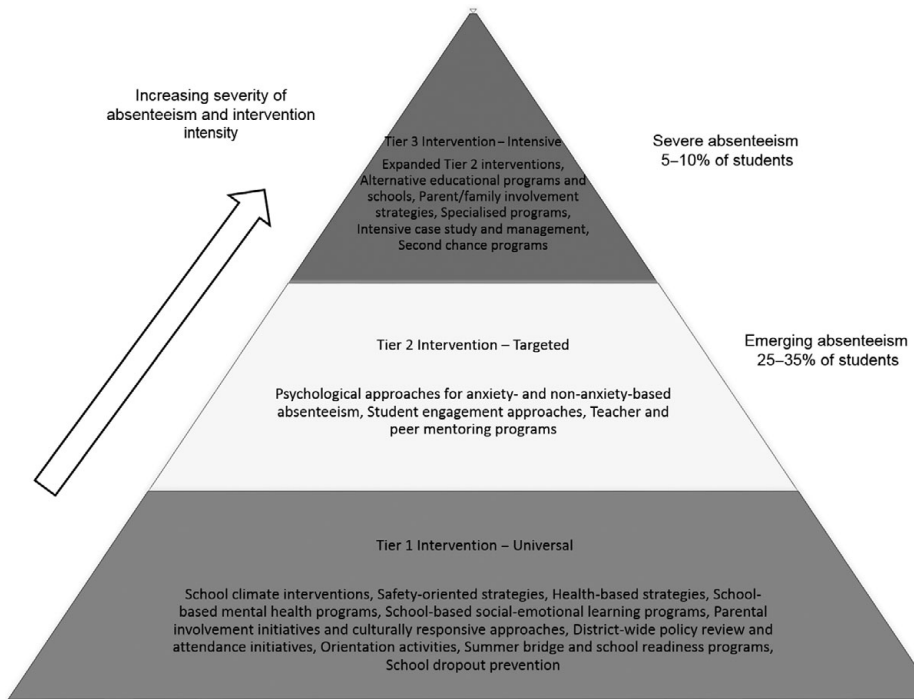 Increasing severity of
absenteeism and intervention
intensity
Tier 3 Intervention – Intensive
Expanded Tier 2 interventions,
Alternative educational programs and
schools, Parent/family involvement
strategies, Specialised programs,
Intensive case study and management,
Second chance programs
Severe absenteeism
5–10% of students
Tier 2 Intervention – Targeted
Psychological approaches for anxiety- and non-anxiety-based
absenteeism, Student engagement approaches, Teacher and
peer mentoring programs
Emerging absenteeism
25–35% of students
Tier 1 Intervention – Universal
School climate interventions, Safety-oriented strategies, Health-based strategies, School-
based mental health programs, School-based social-emotional learning programs, Parental
involvement initiatives and culturally responsive approaches, District-wide policy review and
attendance initiatives, Orientation activities, Summer bridge and school readiness programs,
School dropout prevention